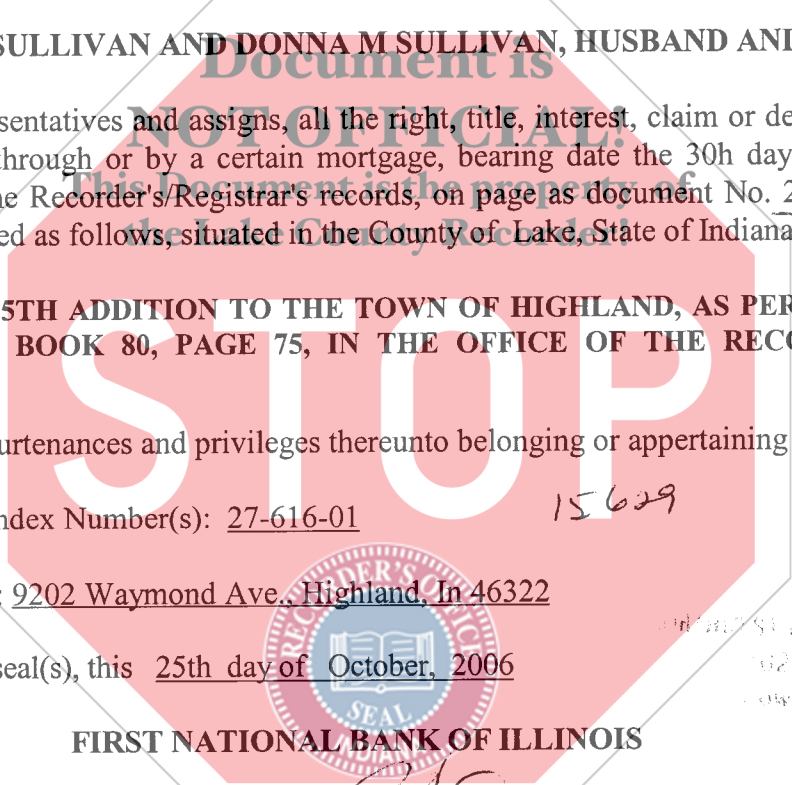 SULLIVAN AND DONNA M SULLIVAN, HUSBAND AND
Document is
NOT OFFICIAL!
sentatives and assigns, all the right, title, interest, claim or de
through or by a certain mortgage, bearing date the 30h day
This Document is the property of
ne Recorder's/Registrar's records, on page as document No. 2
the Lake County Recorder!
ed as follows, situated in the County of Lake, State of Indiana
5TH ADDITION TO THE TOWN OF HIGHLAND, AS PER
BOOK 80, PAGE 75, IN THE OFFICE OF THE RECO
STOP
urtenances and privileges thereunto belonging or appertaining
ndex Number(s): 27-616-01
15629
: 9202 Waymond Ave., Highland, In 46322
RECORDER'S OFFICE
seal(s), this 25th day of October, 2006
SEAL
INDIANA
FIRST NATIONAL BANK OF ILLINOIS